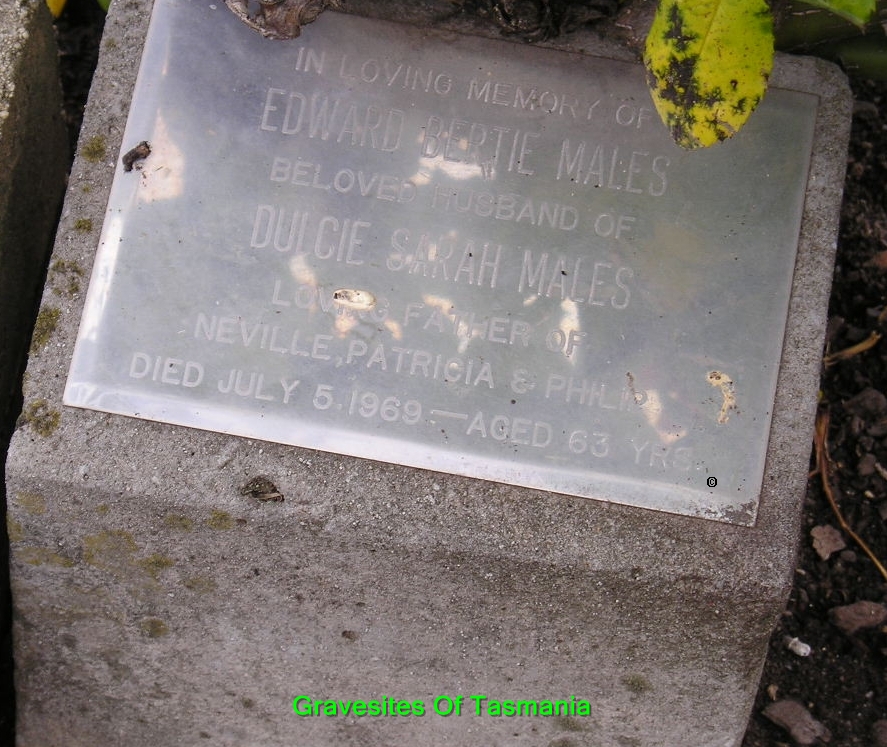 IN LOVING MEMORY OF
EDWARD BERTIE MALES
BELOVED HUSBAND OF
DULCIE SARAH MALES
LOVING FATHER OF
NEVILLE, PATRICIA & PHILIP
DIED JULY 5. 1969 — AGED 63 YRS.
©
Gravesites Of Tasmania